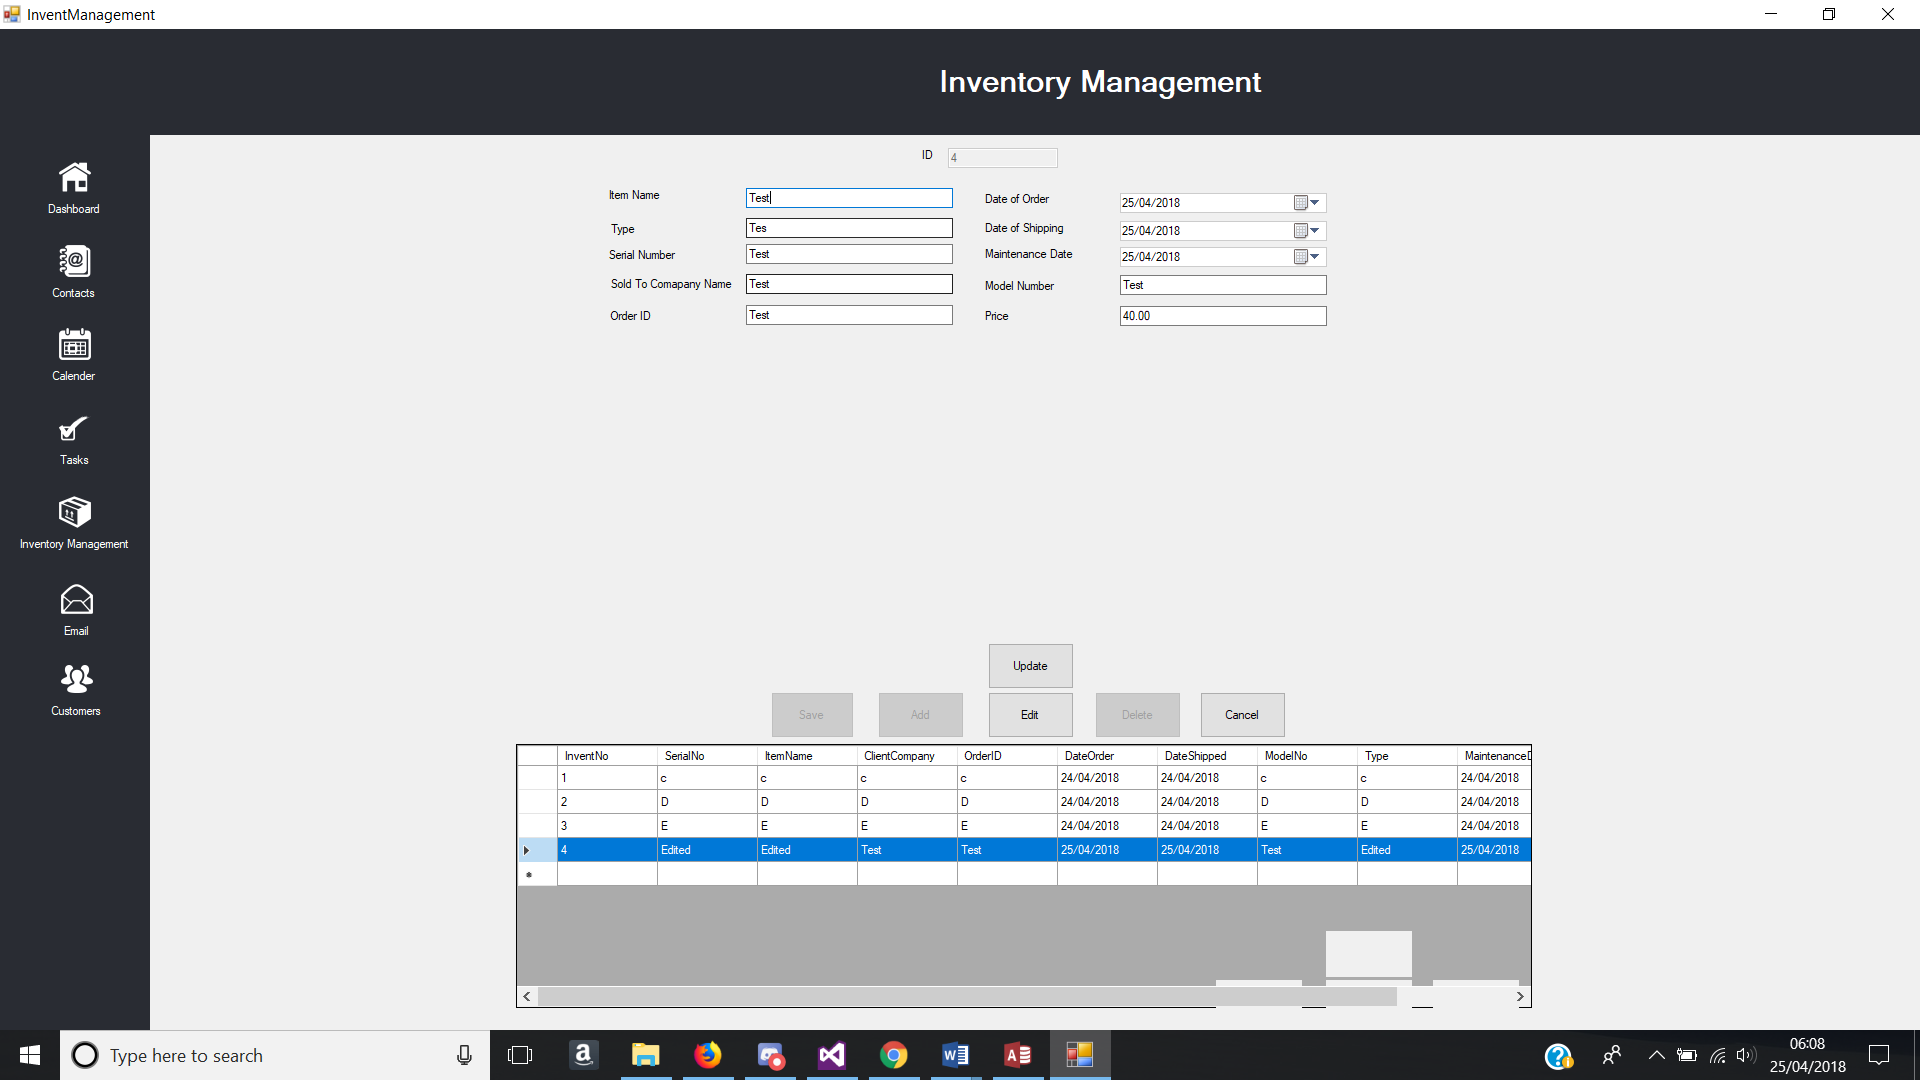 InventManagement
Inventory Management
ID 4
Item Name Test Date of Order 25/04/2018
Type Tes Date of Shipping 25/04/2018
Serial Number Test Maintenance Date 25/04/2018
Sold To Comapany Name Test Model Number Test
Order ID Test Price 40.00
Dashboard
Contacts
Calender
Tasks
Inventory Management
Email
Customers
Update
Save Add Edit Delete Cancel
InventNo SerialNo ItemName ClientCompany OrderID DateOrder DateShipped ModelNo Type MaintenanceD
1 c c c c 24/04/2018 24/04/2018 c c 24/04/2018
2 D D D D 24/04/2018 24/04/2018 D D 24/04/2018
3 E E E E 24/04/2018 24/04/2018 E E 24/04/2018
4 Edited Edited Test Test 25/04/2018 25/04/2018 Test Edited 25/04/2018
Type here to search
06:08
25/04/2018